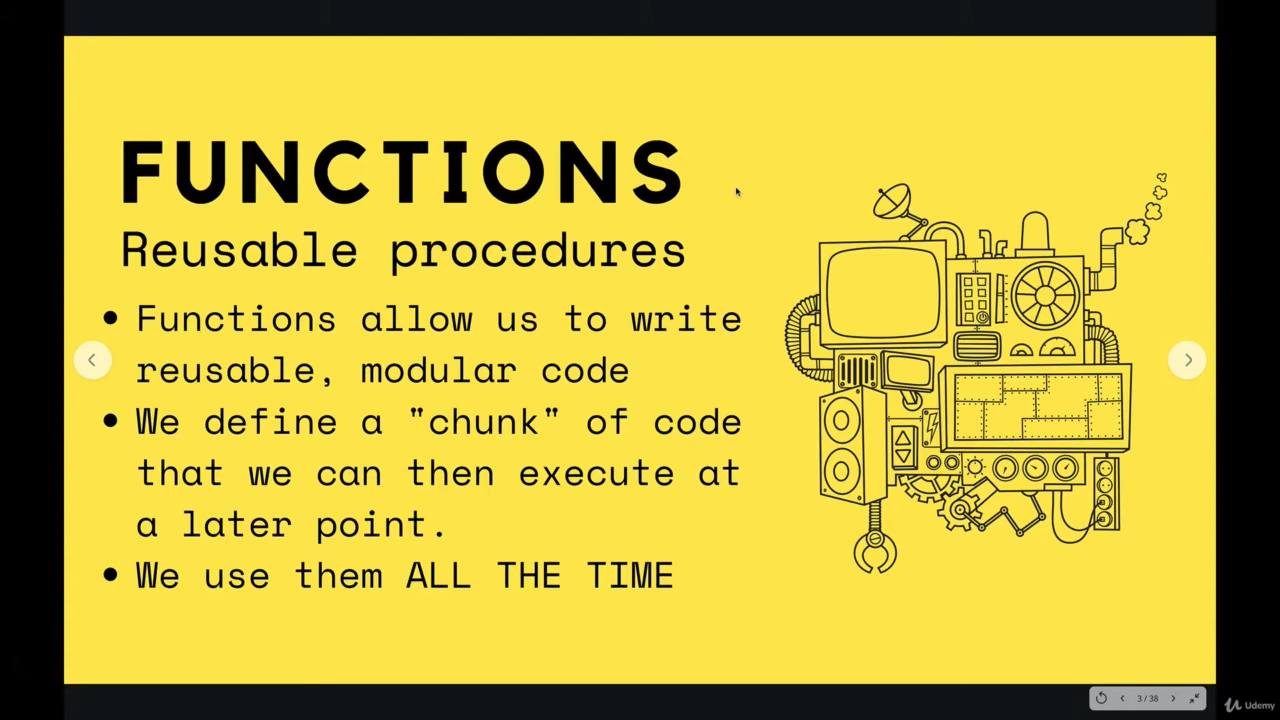 FUNCTIONS
Reusable procedures
• Functions allow us to write
reusable, modular code
• We define a "chunk" of code
that we can then execute at
a later point.
• We use them ALL THE TIME
3 / 38
Udemy